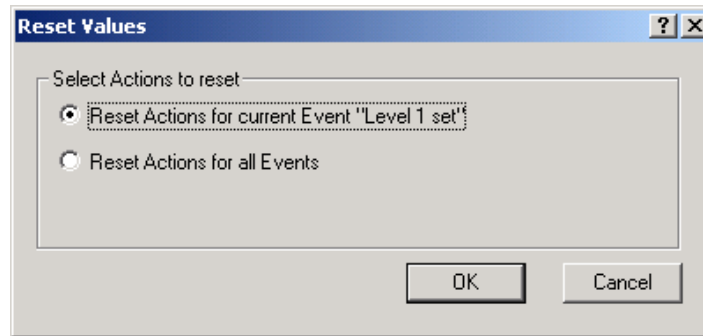 Reset Values
Select Actions to reset
Reset Actions for current Event "Level 1 set"
Reset Actions for all Events
OK
Cancel